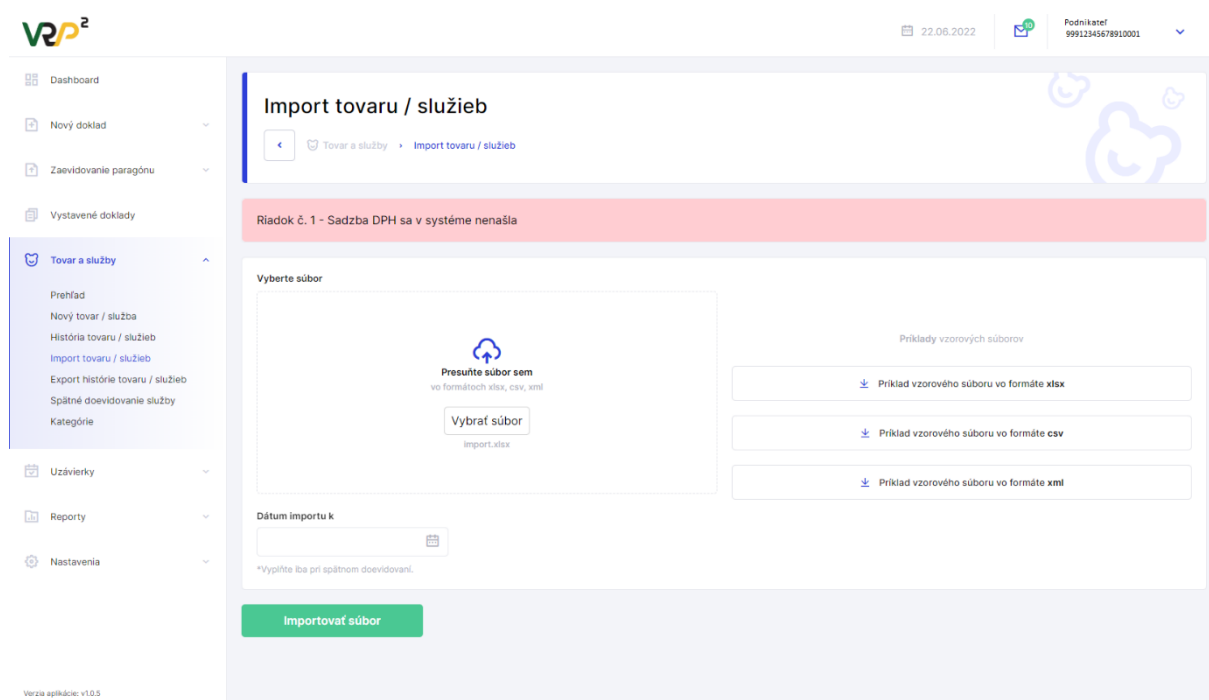 VRP²
22.06.2022
10
Podnikateľ
99912345678910001
Dashboard
Nový doklad
Zaevidovanie paragónu
Vystavené doklady
Tovar a služby
Prehľad
Nový tovar / služba
História tovaru / služieb
Import tovaru / služieb
Export histórie tovaru / služieb
Spätné doevidovanie služby
Kategórie
Uzávierky
Reporty
Nastavenia
Verzia aplikácie: v1.0.5
Import tovaru / služieb
Tovar a služby › Import tovaru / služieb
Riadok č. 1 - Sadzba DPH sa v systéme nenašla
Vyberte súbor
Presuňte súbor sem
vo formátoch xlsx, csv, xml
Vybrať súbor
import.xlsx
Príklady vzorových súborov
Príklad vzorového súboru vo formáte xlsx
Príklad vzorového súboru vo formáte csv
Príklad vzorového súboru vo formáte xml
Dátum importu k
*Vyplňte iba pri spätnom doevidovaní.
Importovať súbor